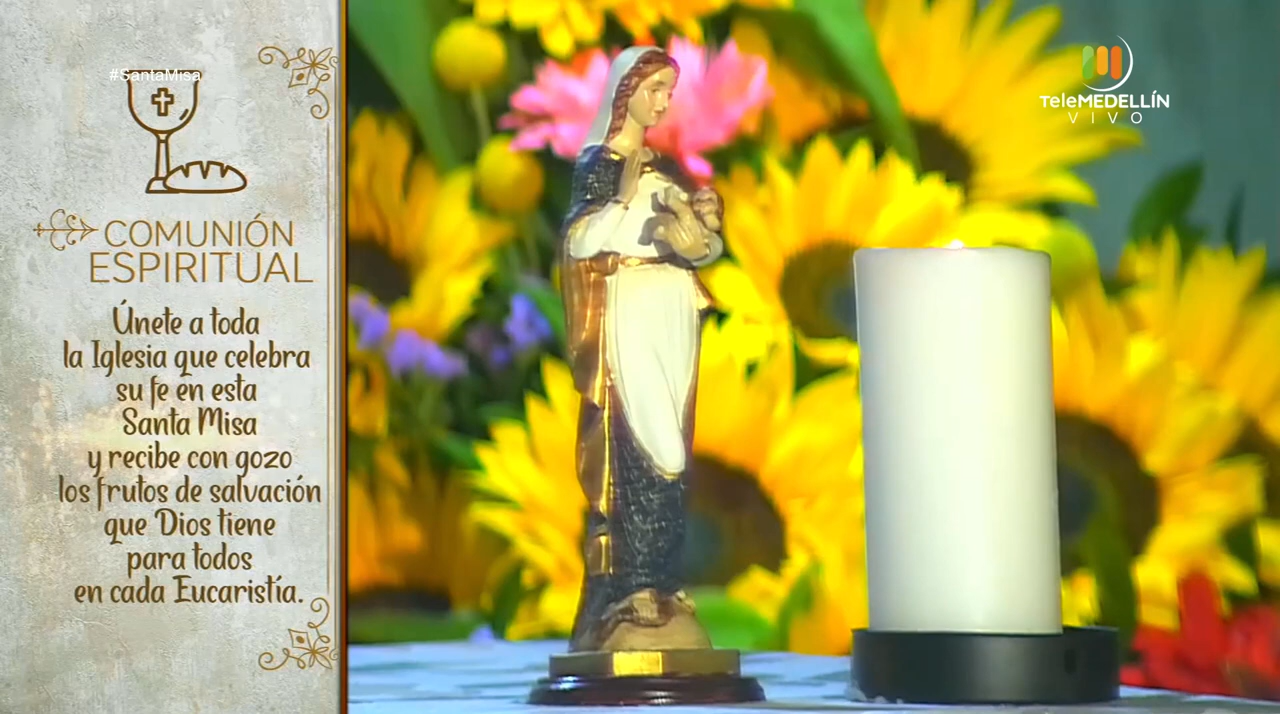 #SantaMisa
COMUNIÓN
ESPIRITUAL
Únete a toda
la Iglesia que celebra
su fe en esta
Santa Misa
y recibe con gozo
los frutos de salvación
que Dios tiene
para todos
en cada Eucaristía.
TeleMEDELLÍN
VIVO